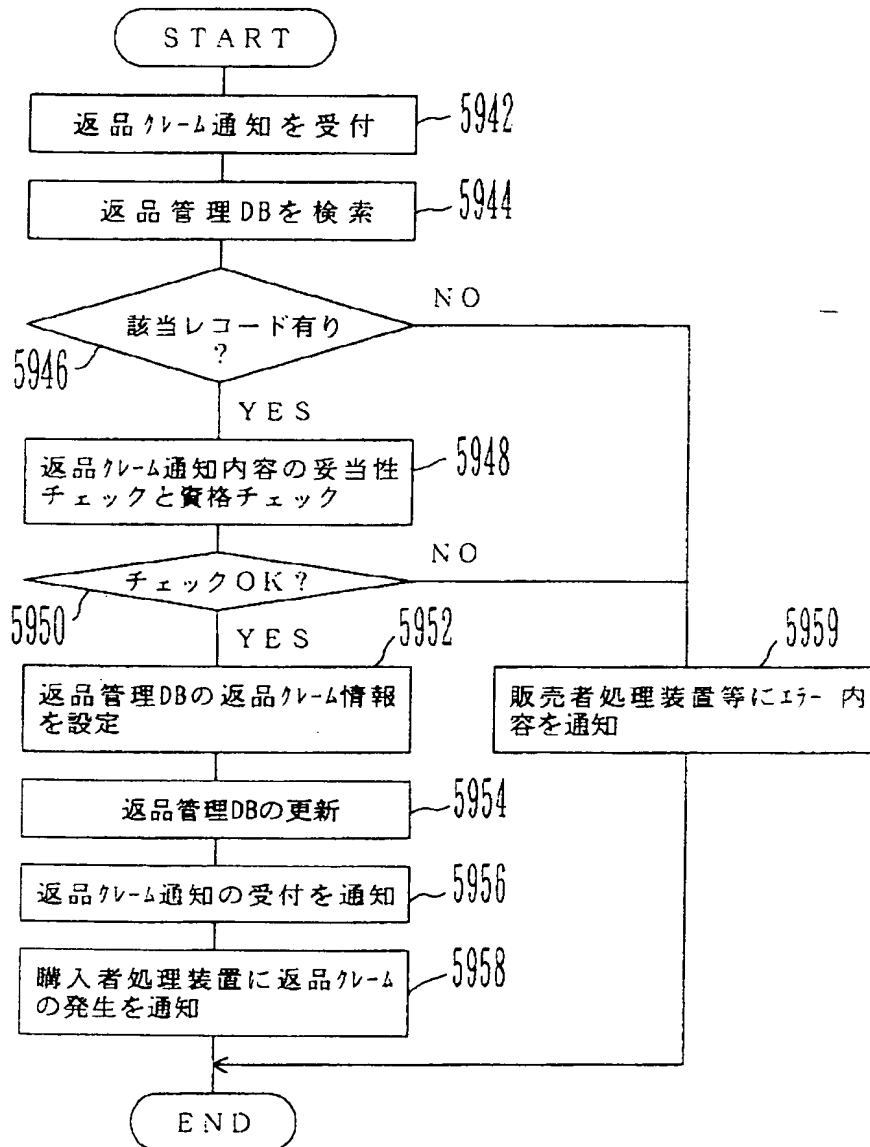 START
返品クレーム通知を受付
5942
返品管理DBを検索
5944
NO
該当レコード有り
?
5946
YES
返品クレーム通知内容の妥当性
チェックと資格チェック
5948
NO
チェックOK?
5950
YES
5952
5959
返品管理DBの返品クレーム情報
を設定
販売者処理装置等にエラー内
容を通知
返品管理DBの更新
5954
返品クレーム通知の受付を通知
5956
購入者処理装置に返品クレーム
の発生を通知
5958
END